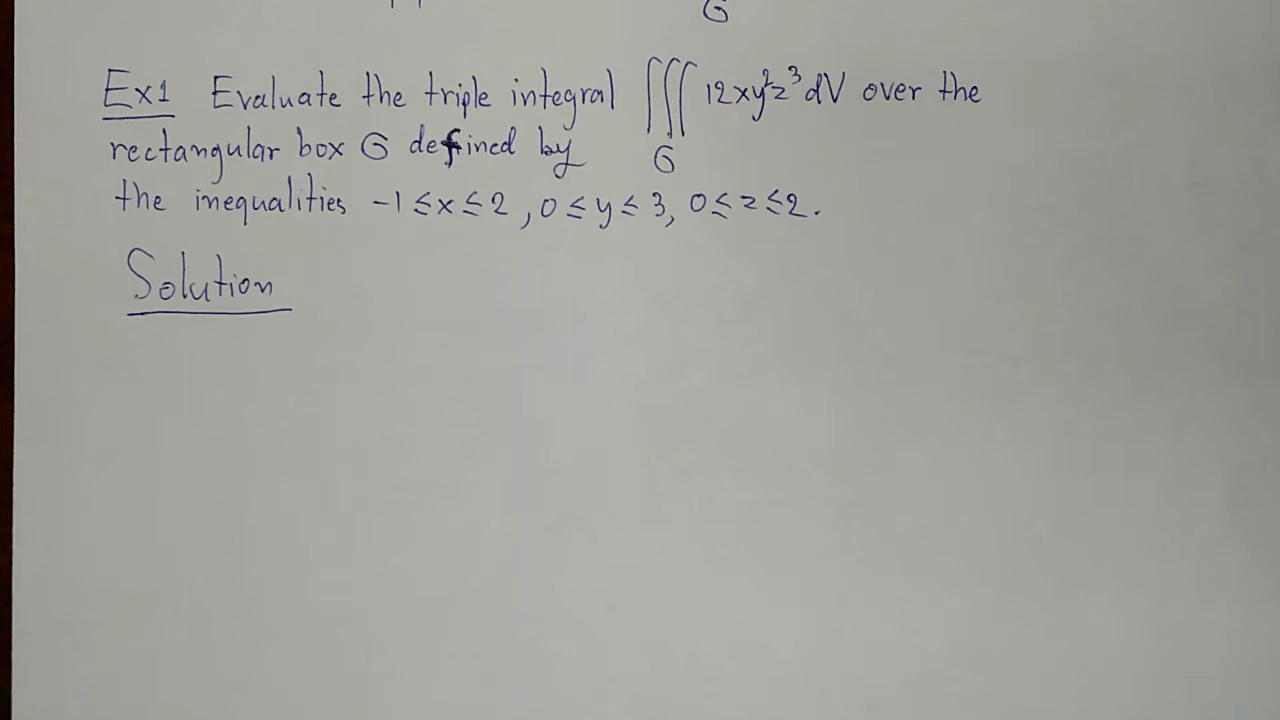 G
Ex1 Evaluate the triple integral ∭ 12xy²z³dV over the
rectangular box G defined by G
the inequalities -1 ≤ x ≤ 2, 0 ≤ y ≤ 3, 0 ≤ z ≤ 2.
Solution